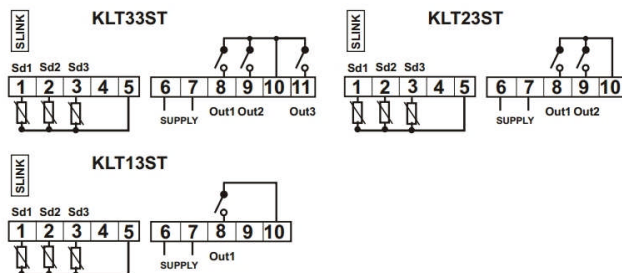 KLT33ST
SLINK
Sd1 Sd2 Sd3
1 2 3 4 5
6 7 8 9 10 11
SUPPLY Out1 Out2 Out3
KLT23ST
SLINK
Sd1 Sd2 Sd3
1 2 3 4 5
6 7 8 9 10
SUPPLY Out1 Out2
KLT13ST
SLINK
Sd1 Sd2 Sd3
1 2 3 4 5
6 7 8 9 10
SUPPLY Out1